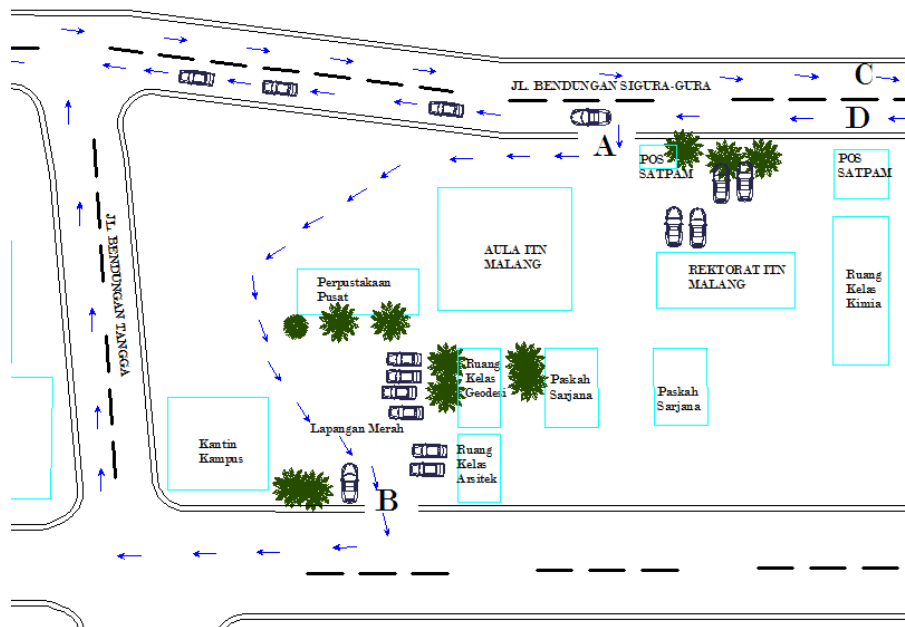 C
JL. BENDUNGAN SIGURA-GURA
D
A
POS
SATPAM
POS
SATPAM
JL. BENDUNGAN TANGGA
AULA ITN
MALANG
REKTORAT ITN
MALANG
Ruang
Kelas
Kimia
Perpustakaan
Pusat
Ruang
Kelas
Geodesi
Paskah
Sarjana
Paskah
Sarjana
Lapangan Merah
Kantin
Kampus
Ruang
Kelas
Arsitek
B